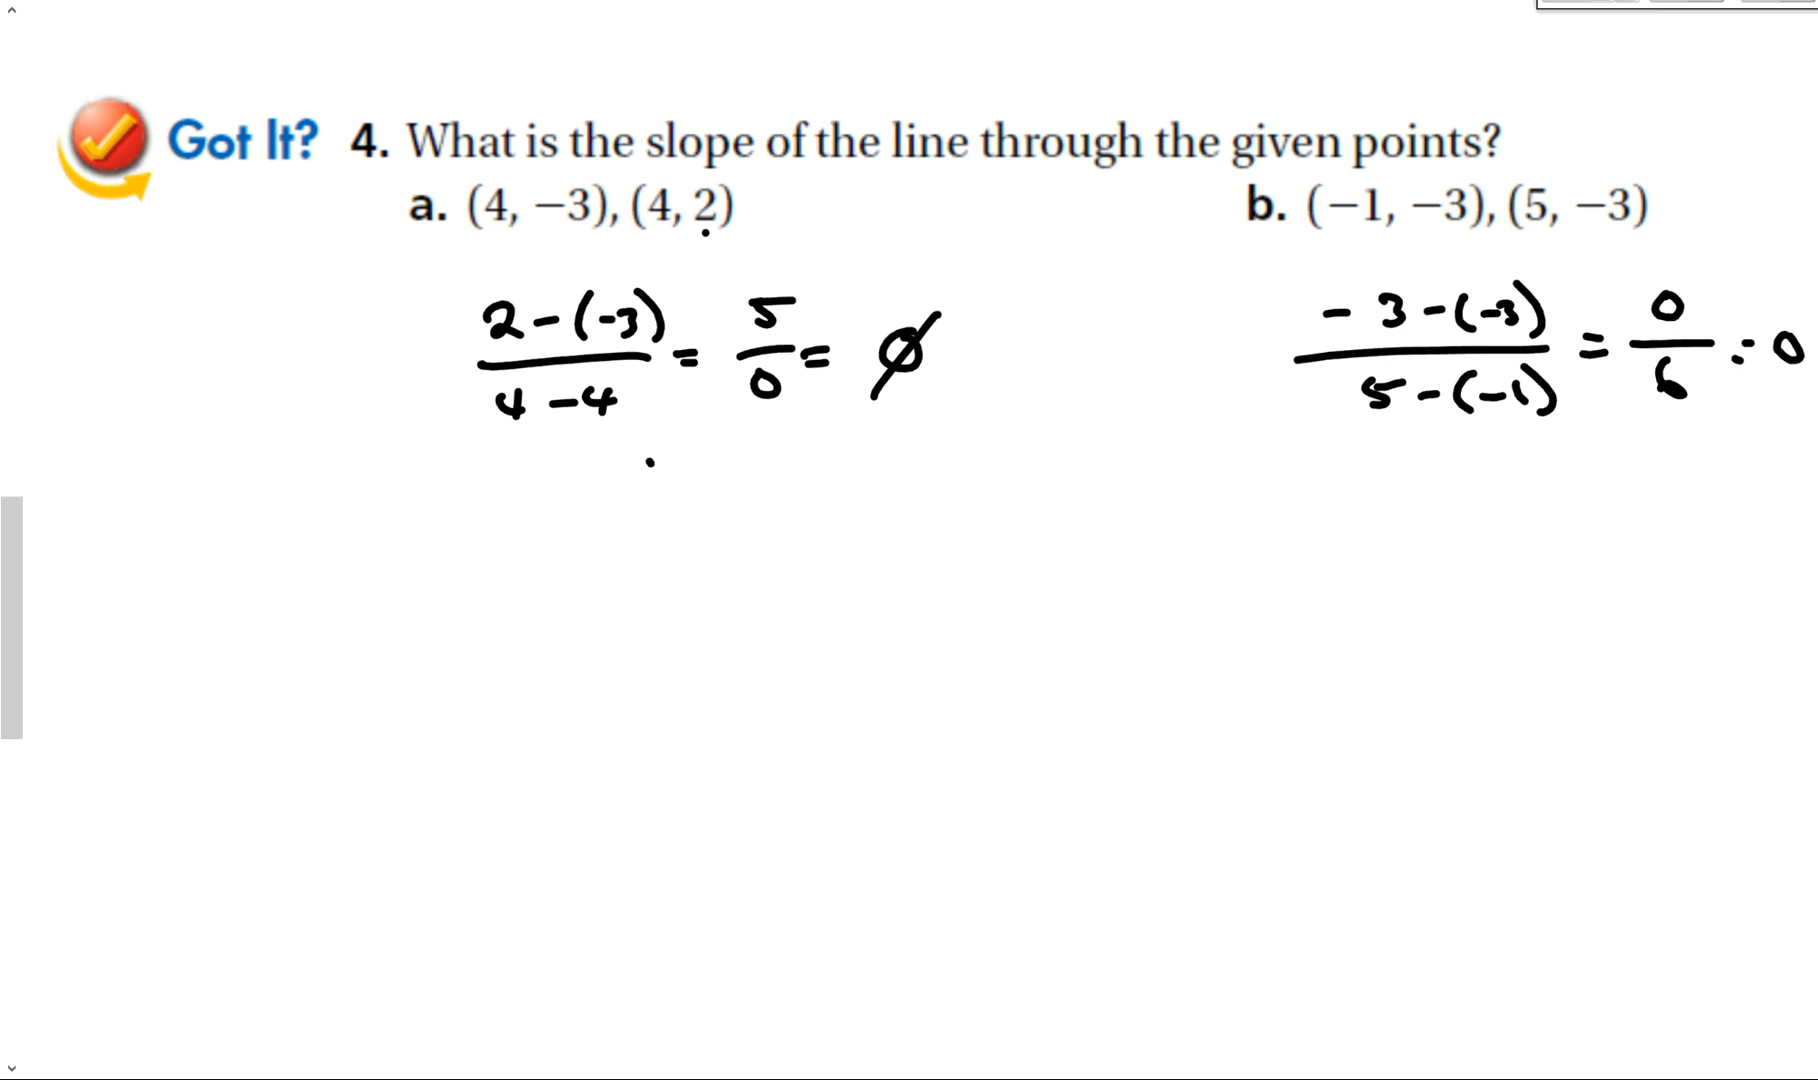 Got It? 4. What is the slope of the line through the given points?
a. (4, −3), (4, 2) b. (−1, −3), (5, −3)
2 - (-3) / 4 - 4 = 5 / 0 = ∅
-3 - (-3) / 5 - (-1) = 0 / 6 = 0